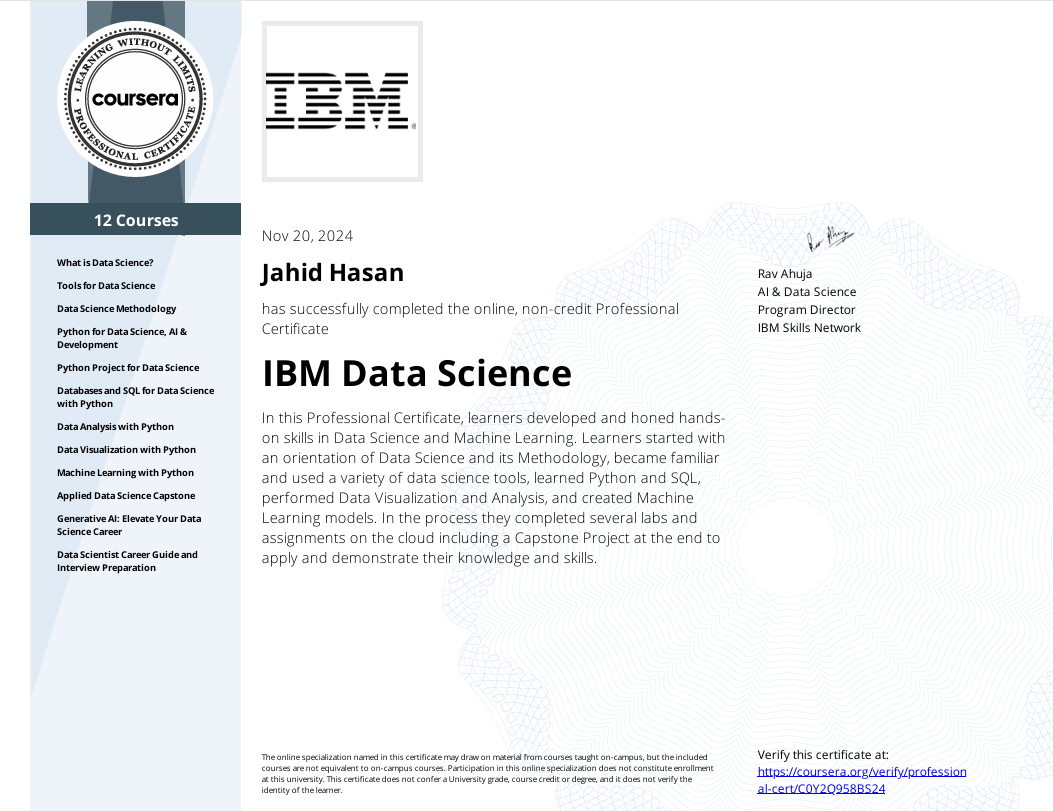 LEARNING WITHOUT LIMITS
coursera
PROFESSIONAL CERTIFICATE
12 Courses
What is Data Science?
Tools for Data Science
Data Science Methodology
Python for Data Science, AI &
Development
Python Project for Data Science
Databases and SQL for Data Science
with Python
Data Analysis with Python
Data Visualization with Python
Machine Learning with Python
Applied Data Science Capstone
Generative AI: Elevate Your Data
Science Career
Data Scientist Career Guide and
Interview Preparation
IBM®
Nov 20, 2024
Jahid Hasan
has successfully completed the online, non-credit Professional
Certificate
IBM Data Science
In this Professional Certificate, learners developed and honed hands-
on skills in Data Science and Machine Learning. Learners started with
an orientation of Data Science and its Methodology, became familiar
and used a variety of data science tools, learned Python and SQL,
performed Data Visualization and Analysis, and created Machine
Learning models. In the process they completed several labs and
assignments on the cloud including a Capstone Project at the end to
apply and demonstrate their knowledge and skills.
Rav Ahuja
Rav Ahuja
AI & Data Science
Program Director
IBM Skills Network
The online specialization named in this certificate may draw on material from courses taught on-campus, but the included
courses are not equivalent to on-campus courses. Participation in this online specialization does not constitute enrollment
at this university. This certificate does not confer a University grade, course credit or degree, and it does not verify the
identity of the learner.
Verify this certificate at:
https://coursera.org/verify/profession
al-cert/C0Y2Q958BS24